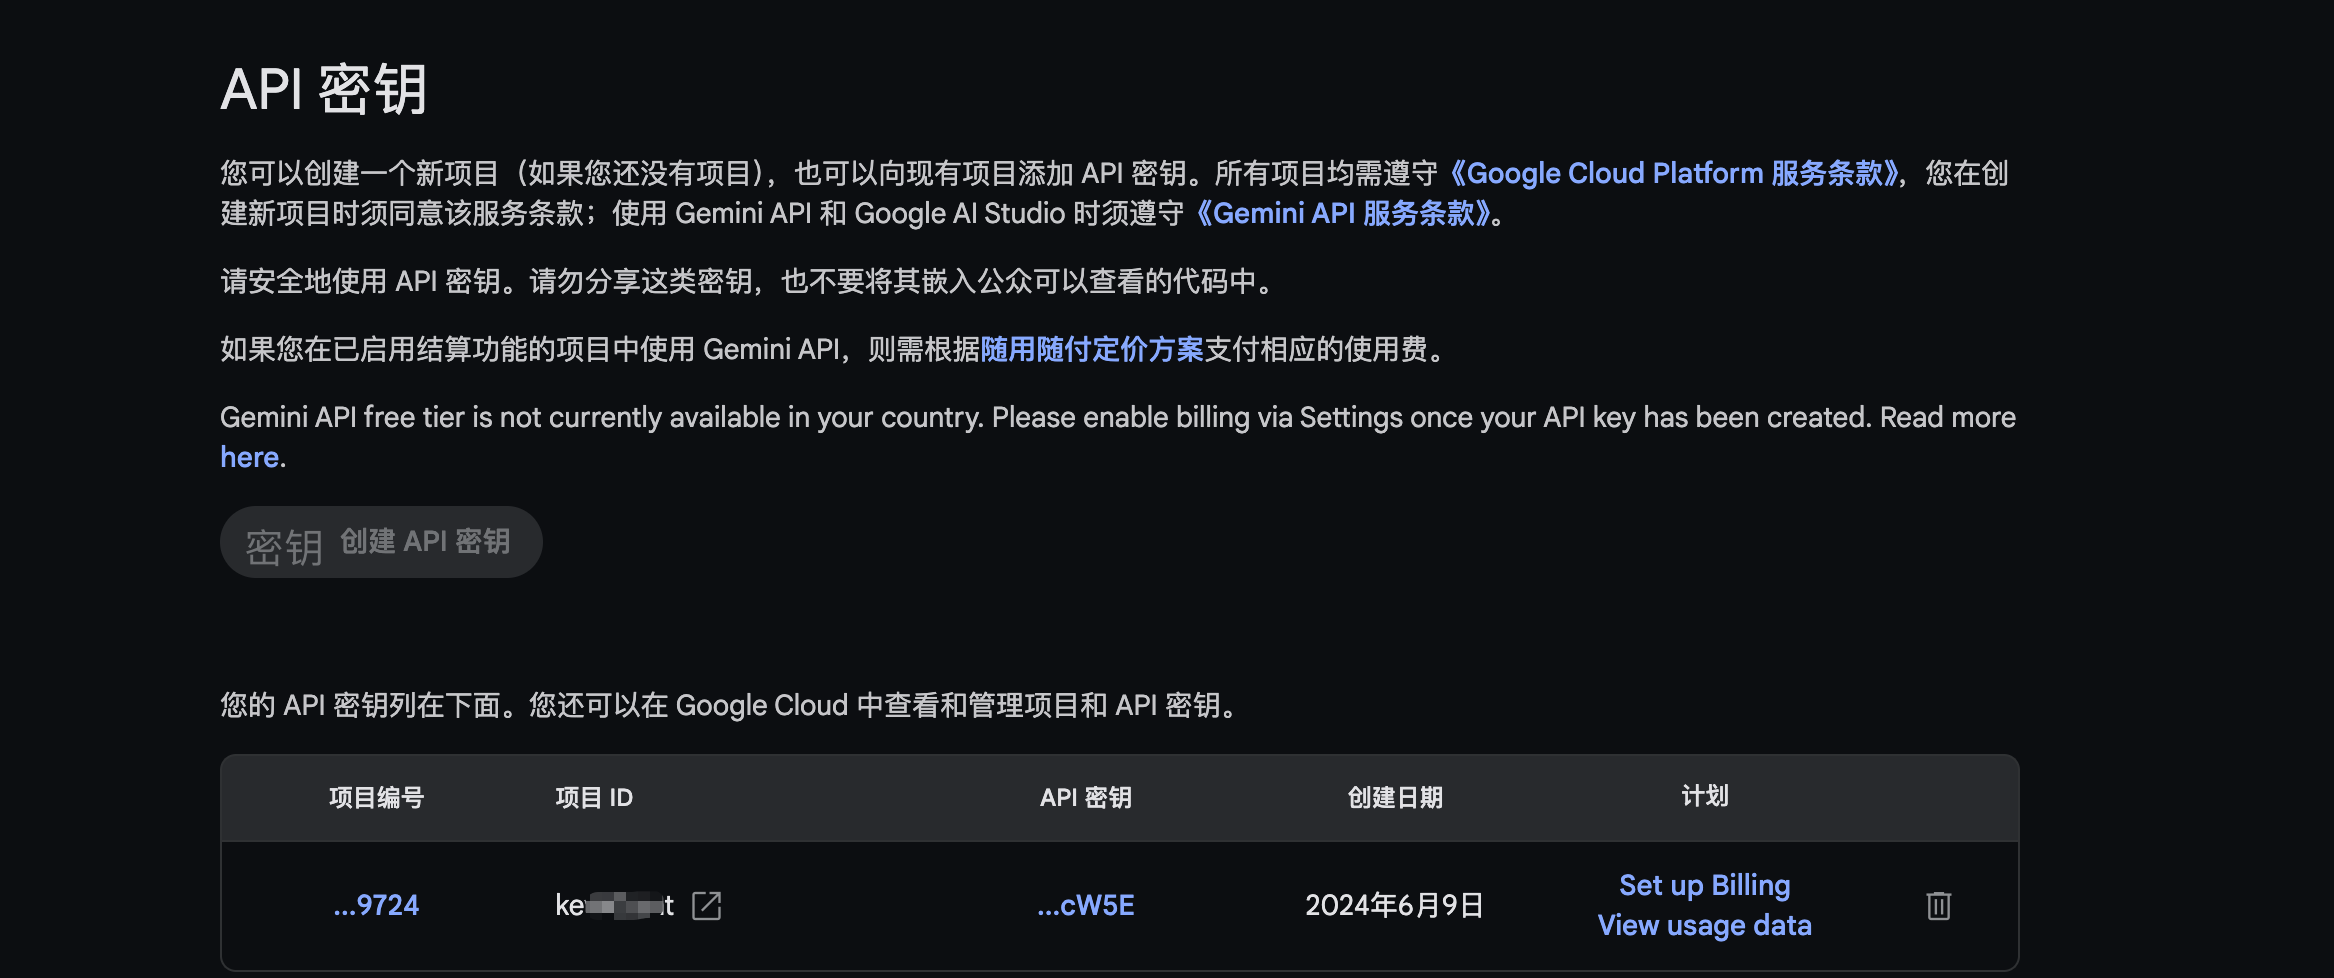 API 密钥
您可以创建一个新项目（如果您还没有项目），也可以向现有项目添加 API 密钥。所有项目均需遵守《Google Cloud Platform 服务条款》，您在创
建新项目时须同意该服务条款；使用 Gemini API 和 Google AI Studio 时须遵守《Gemini API 服务条款》。
请安全地使用 API 密钥。请勿分享这类密钥，也不要将其嵌入公众可以查看的代码中。
如果您在已启用结算功能的项目中使用 Gemini API，则需根据随用随付定价方案支付相应的使用费。
Gemini API free tier is not currently available in your country. Please enable billing via Settings once your API key has been created. Read more
here.
密钥 创建 API 密钥
您的 API 密钥列在下面。您还可以在 Google Cloud 中查看和管理项目和 API 密钥。
项目编号 项目 ID API 密钥 创建日期 计划
...9724 ...cW5E 2024年6月9日 Set up Billing
View usage data